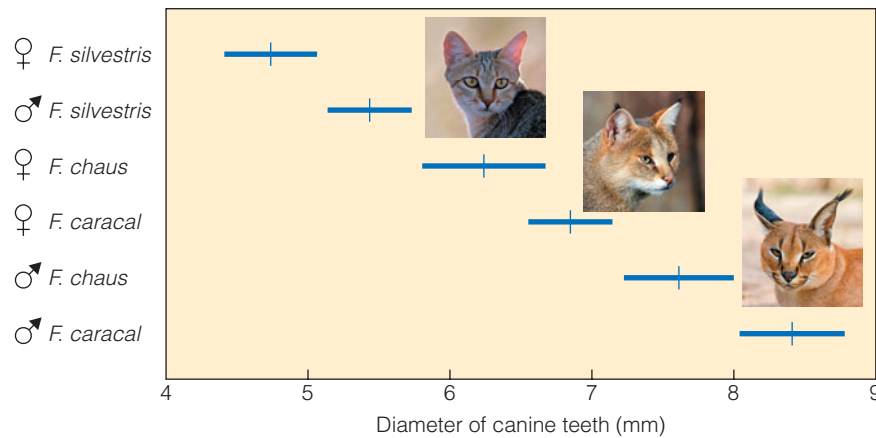 ♀ F. silvestris
♂ F. silvestris
♀ F. chaus
♀ F. caracal
♂ F. chaus
♂ F. caracal
4 5 6 7 8 9
Diameter of canine teeth (mm)